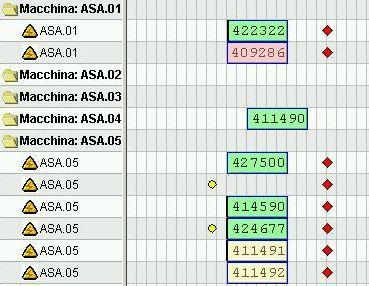 Macchina: ASA.01
ASA.01 422322
ASA.01 409286
Macchina: ASA.02
Macchina: ASA.03
Macchina: ASA.04 411490
Macchina: ASA.05
ASA.05 427500
ASA.05
ASA.05 414590
ASA.05 424677
ASA.05 411491
ASA.05 411492